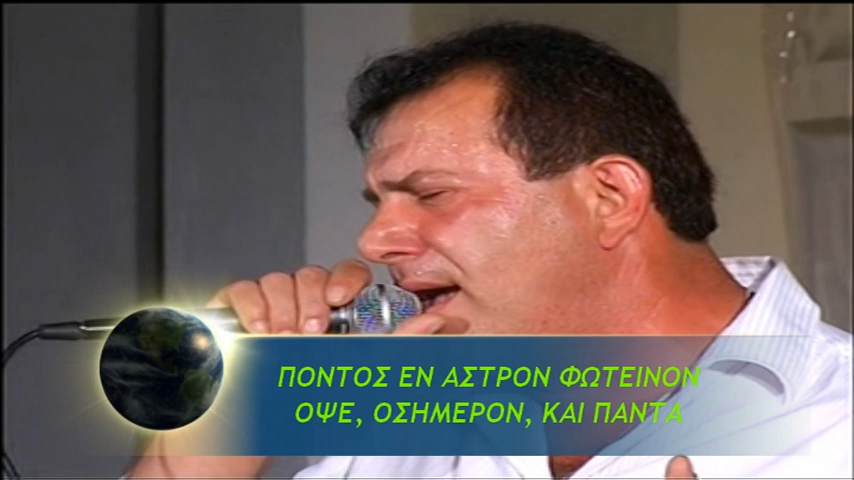 ΠΟΝΤΟΣ ΕΝ ΑΣΤΡΟΝ ΦΩΤΕΙΝΟΝ
ΟΨΕ, ΟΣΗΜΕΡΟΝ, ΚΑΙ ΠΑΝΤΑ